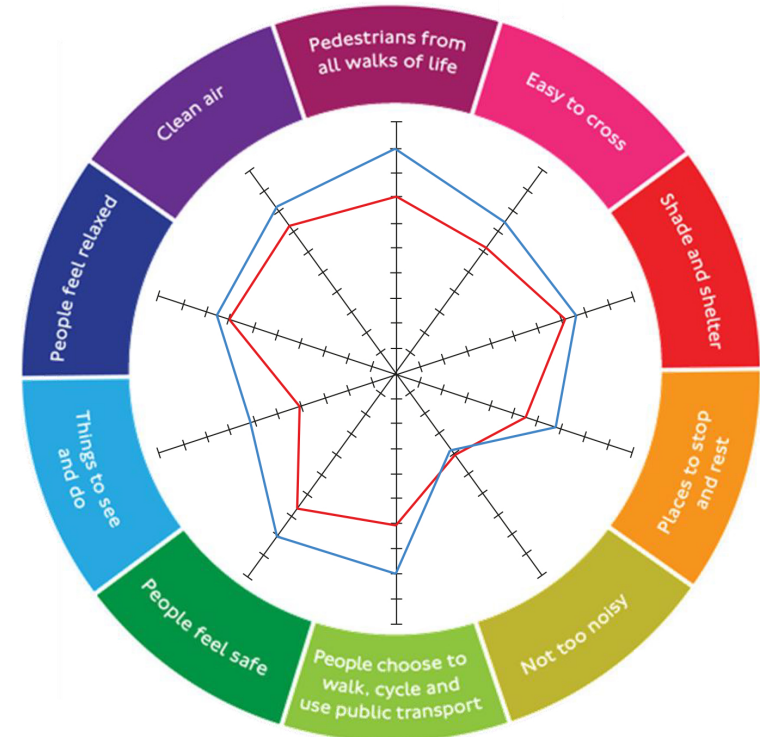 Pedestrians from
all walks of life
Easy to cross
Shade and shelter
Places to stop
and rest
Not too noisy
People choose to
walk, cycle and
use public transport
People feel safe
Things to see
and do
People feel relaxed
Clean air